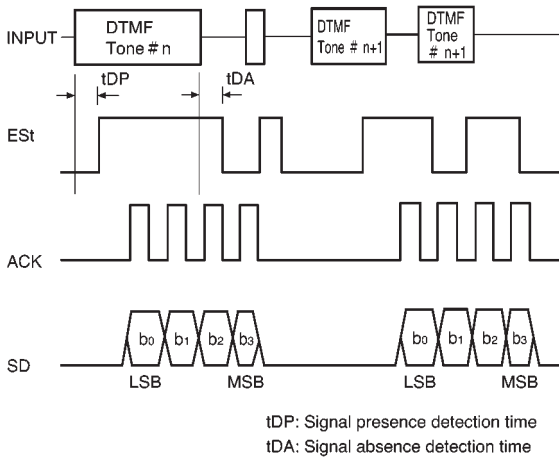 INPUT
DTMF
Tone # n
DTMF
Tone # n+1
DTMF
Tone
# n+1
tDP
tDA
ESt
ACK
SD
b0 b1 b2 b3
LSB MSB
b0 b1 b2 b3
LSB MSB
tDP: Signal presence detection time
tDA: Signal absence detection time